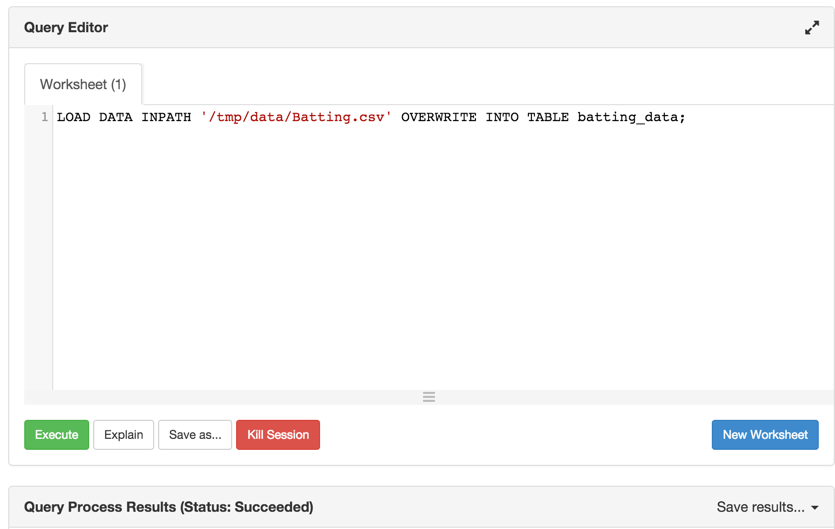 Query Editor
Worksheet (1)
1 LOAD DATA INPATH '/tmp/data/Batting.csv' OVERWRITE INTO TABLE batting_data;
Execute Explain Save as... Kill Session New Worksheet
Query Process Results (Status: Succeeded) Save results...